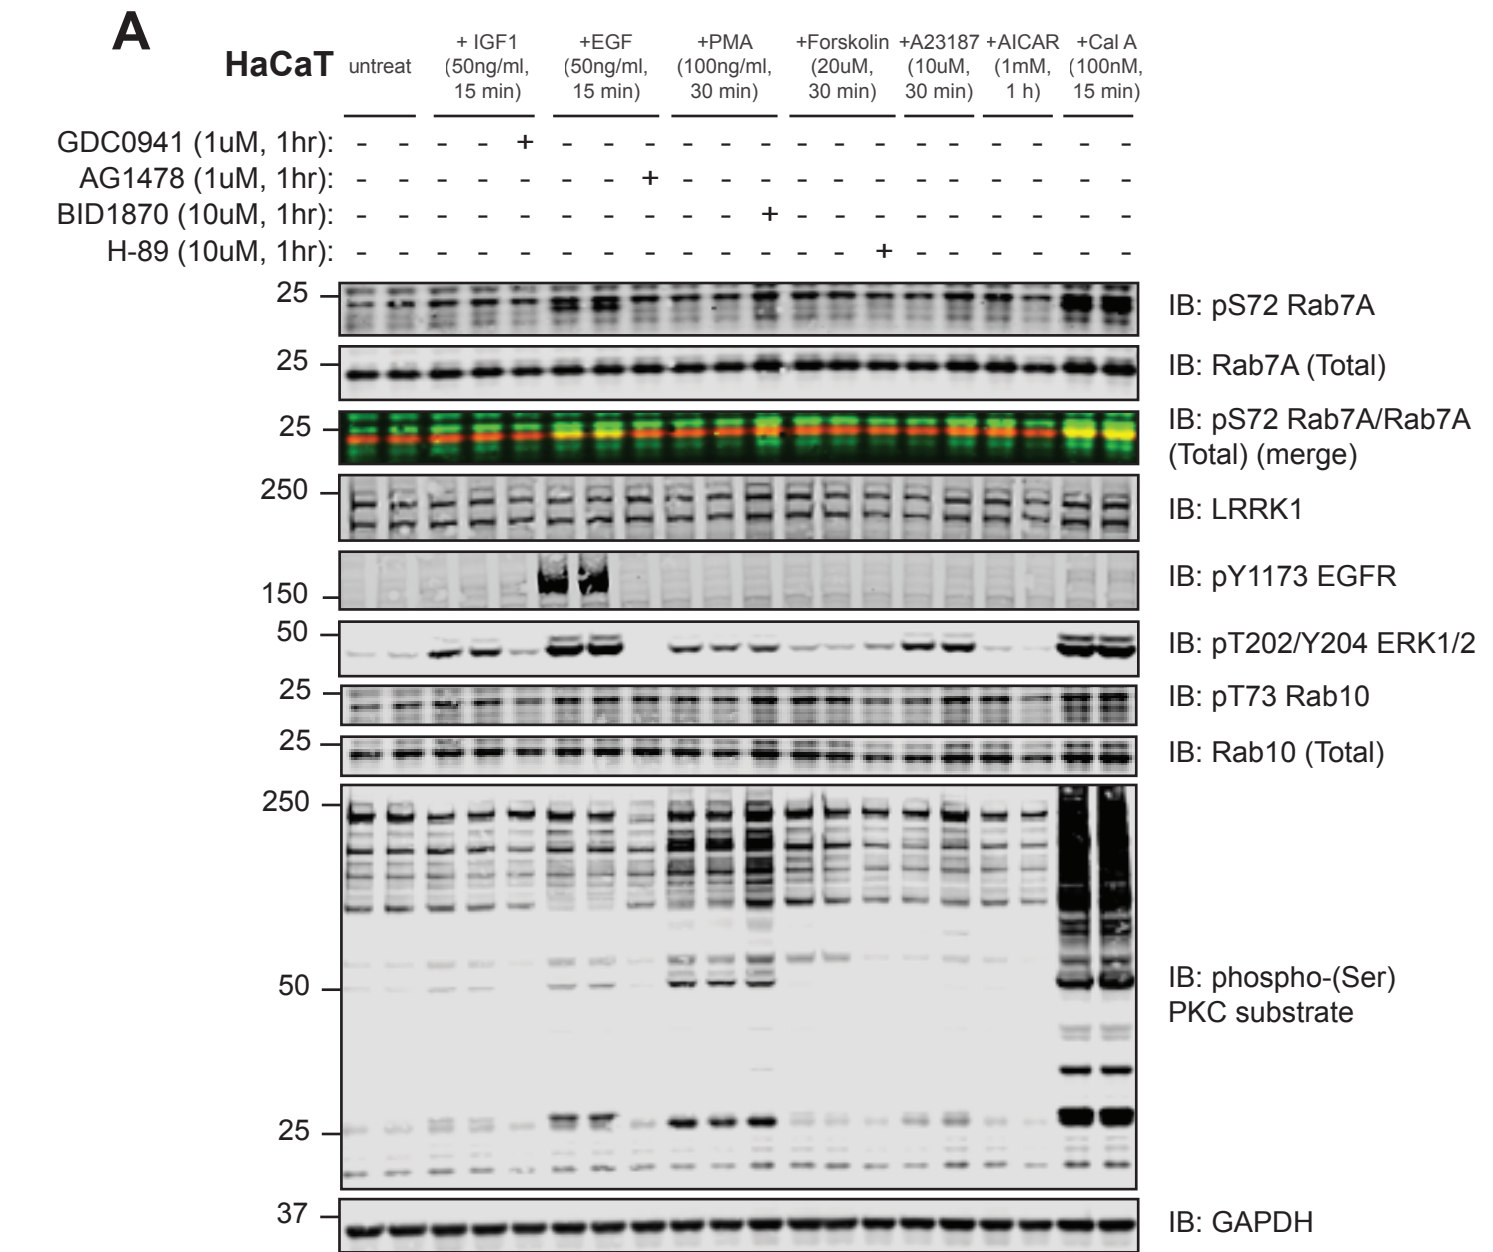 A
HaCaT
untreat
+ IGF1
(50ng/ml,
15 min)
+EGF
(50ng/ml,
15 min)
+PMA
(100ng/ml,
30 min)
+Forskolin
(20uM,
30 min)
+A23187
(10uM,
30 min)
+AICAR
(1mM,
1 h)
+Cal A
(100nM,
15 min)
GDC0941 (1uM, 1hr): - - - - + - - - - - - - - - - - - - - -
AG1478 (1uM, 1hr): - - - - - - - + - - - - - - - - - - - -
BID1870 (10uM, 1hr): - - - - - - - - - - + - - - - - - - - -
H-89 (10uM, 1hr): - - - - - - - - - - - - - + - - - - - -
25 IB: pS72 Rab7A
25 IB: Rab7A (Total)
25 IB: pS72 Rab7A/Rab7A
(Total) (merge)
250 IB: LRRK1
150 IB: pY1173 EGFR
50 IB: pT202/Y204 ERK1/2
25 IB: pT73 Rab10
25 IB: Rab10 (Total)
250
50 IB: phospho-(Ser)
PKC substrate
25
37 IB: GAPDH